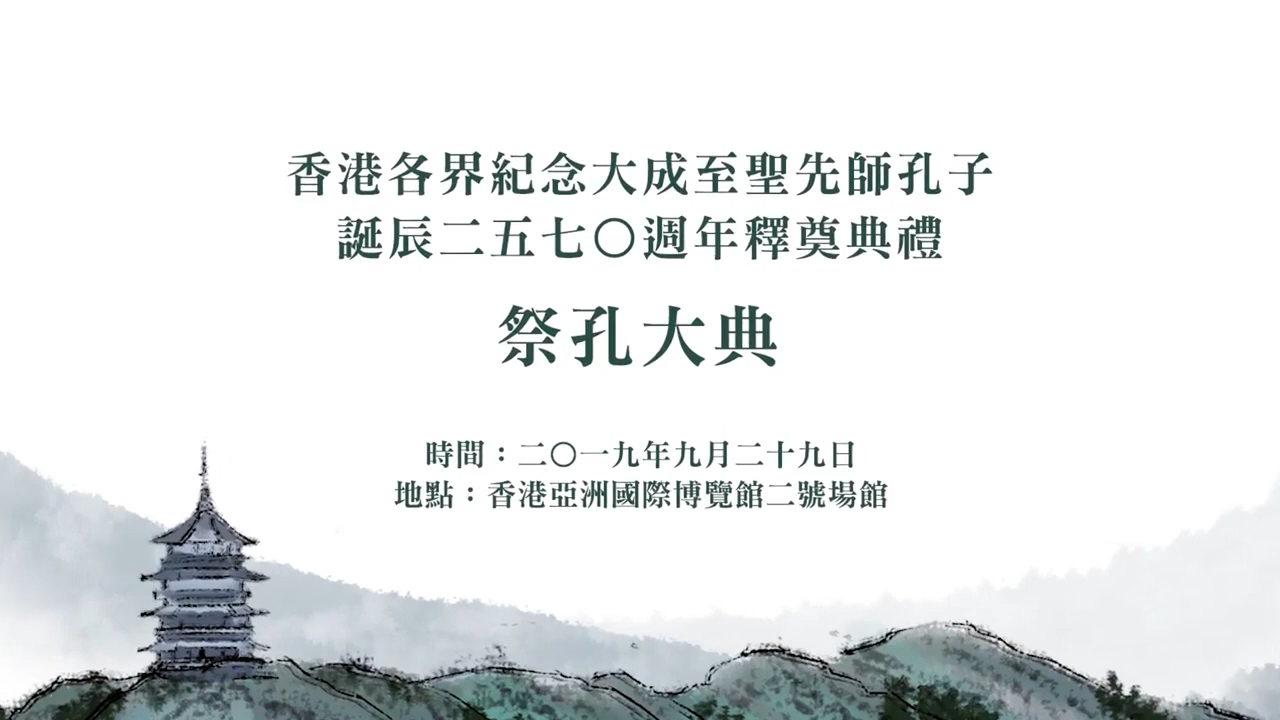 香港各界紀念大成至聖先師孔子
誕辰二五七〇週年釋奠典禮
祭孔大典
時間：二〇一九年九月二十九日
地點：香港亞洲國際博覽館二號場館